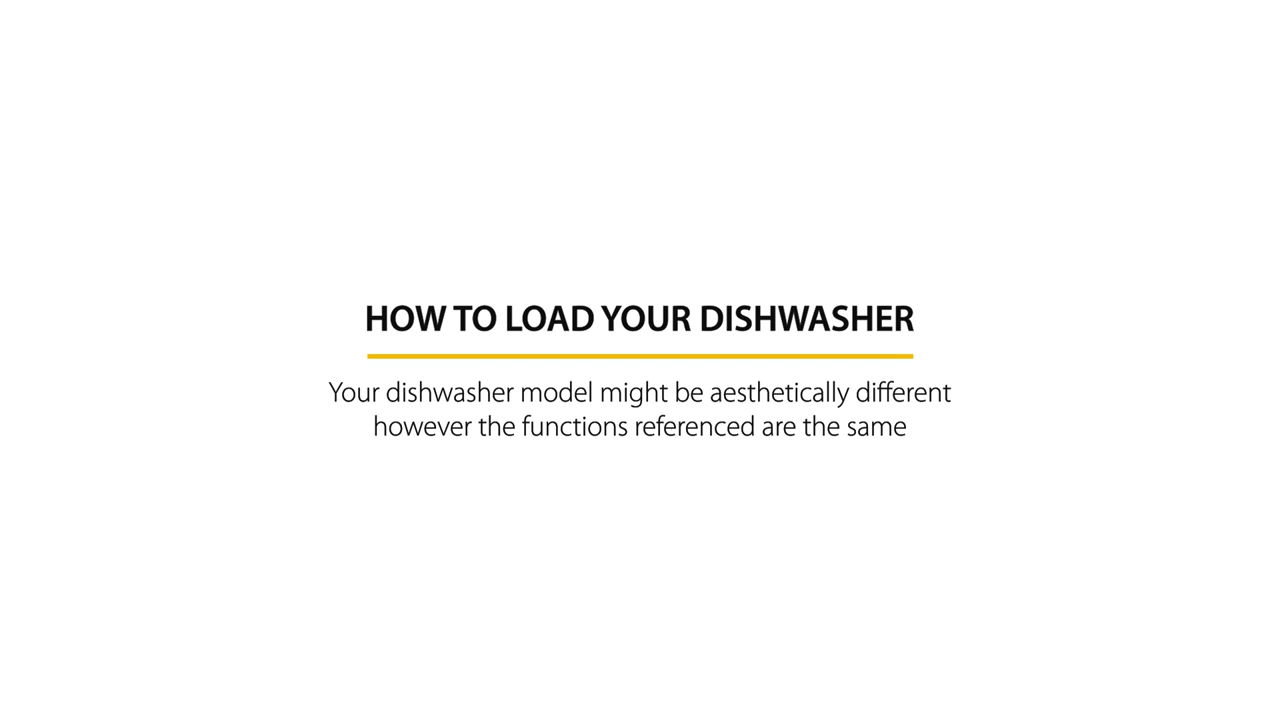 HOW TO LOAD YOUR DISHWASHER
Your dishwasher model might be aesthetically different
however the functions referenced are the same